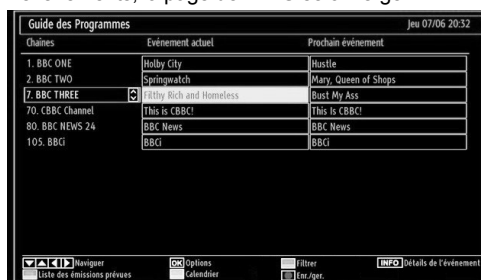 Guide des Programmes Jeu 07/06 20:32
Chaînes Evénement actuel Prochain événement
1. BBC ONE Holby City Hustle
2. BBC TWO Springwatch Mary, Queen of Shops
7. BBC THREE Filthy Rich and Homeless Bust My Ass
70. CBBC Channel This is CBBC! This Is CBBC!
80. BBC NEWS 24 BBC News BBC News
105. BBCi BBCi BBCi
Naviguer OK Options Filtrer INFO Détails de l'événement
Liste des émissions prévues Calendrier Enr./ger.